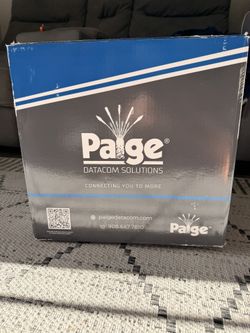 Paige®
DATACOM SOLUTIONS
CONNECTING YOU TO MORE
paigedatacom.com
Paige